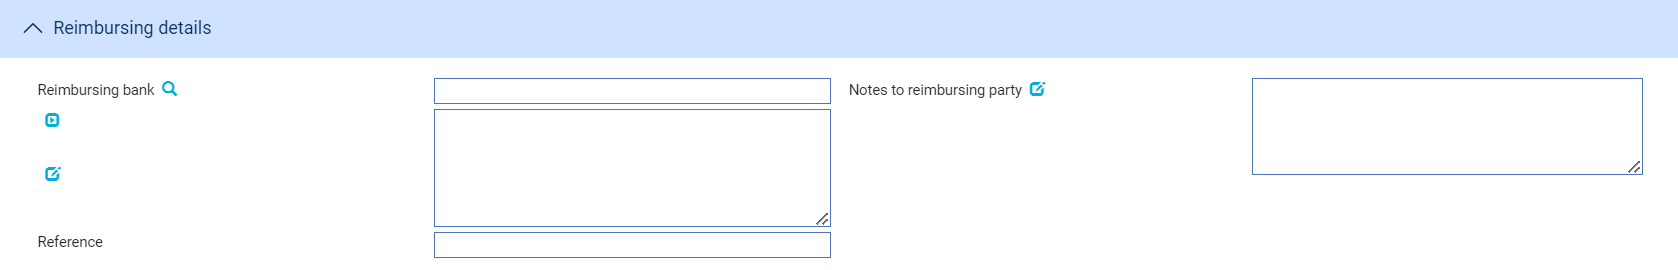 Reimbursing details
Reimbursing bank
Notes to reimbursing party
Reference